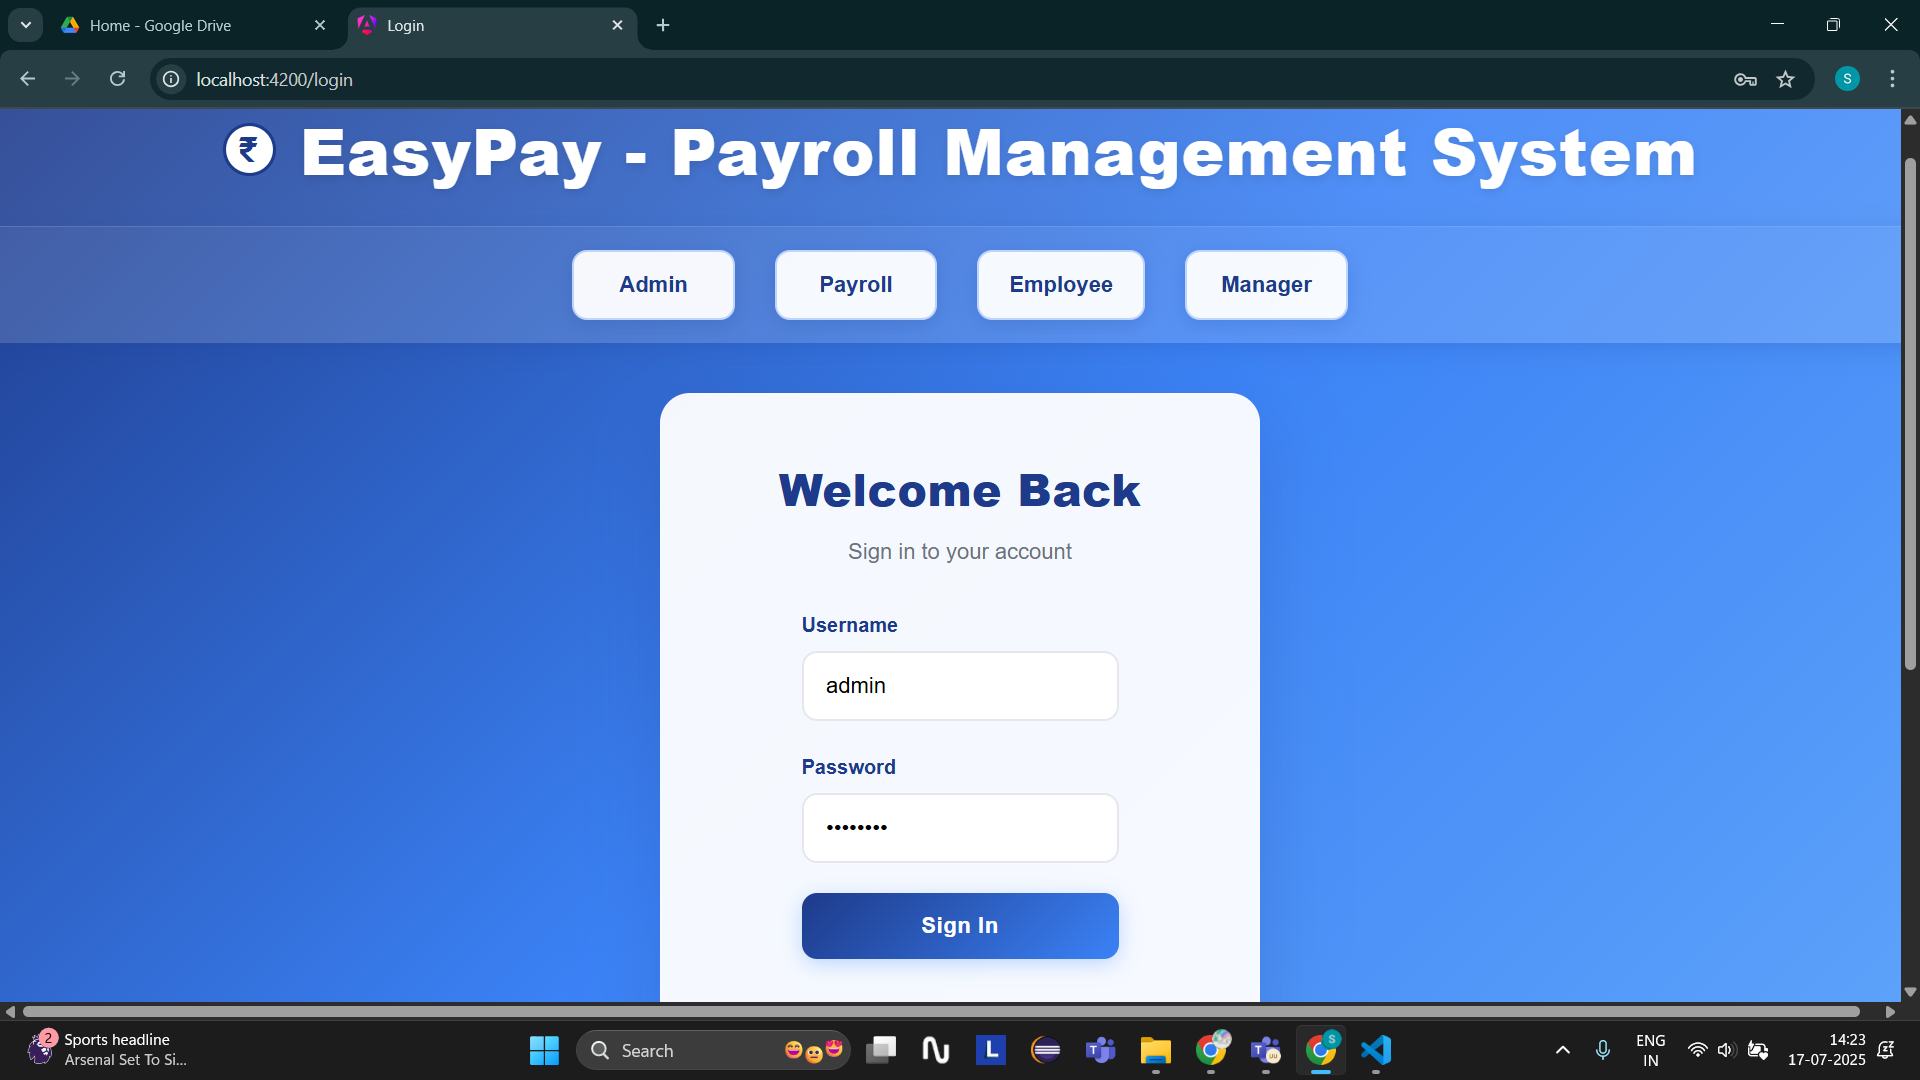 Home - Google Drive
Login
localhost:4200/login
S
₹ EasyPay - Payroll Management System
Admin Payroll Employee Manager
Welcome Back
Sign in to your account
Username
admin
Password
••••••••
Sign In
2
Sports headline
Arsenal Set To Si...
Search
L
T
T
UU
S
ENG
IN
14:23
17-07-2025